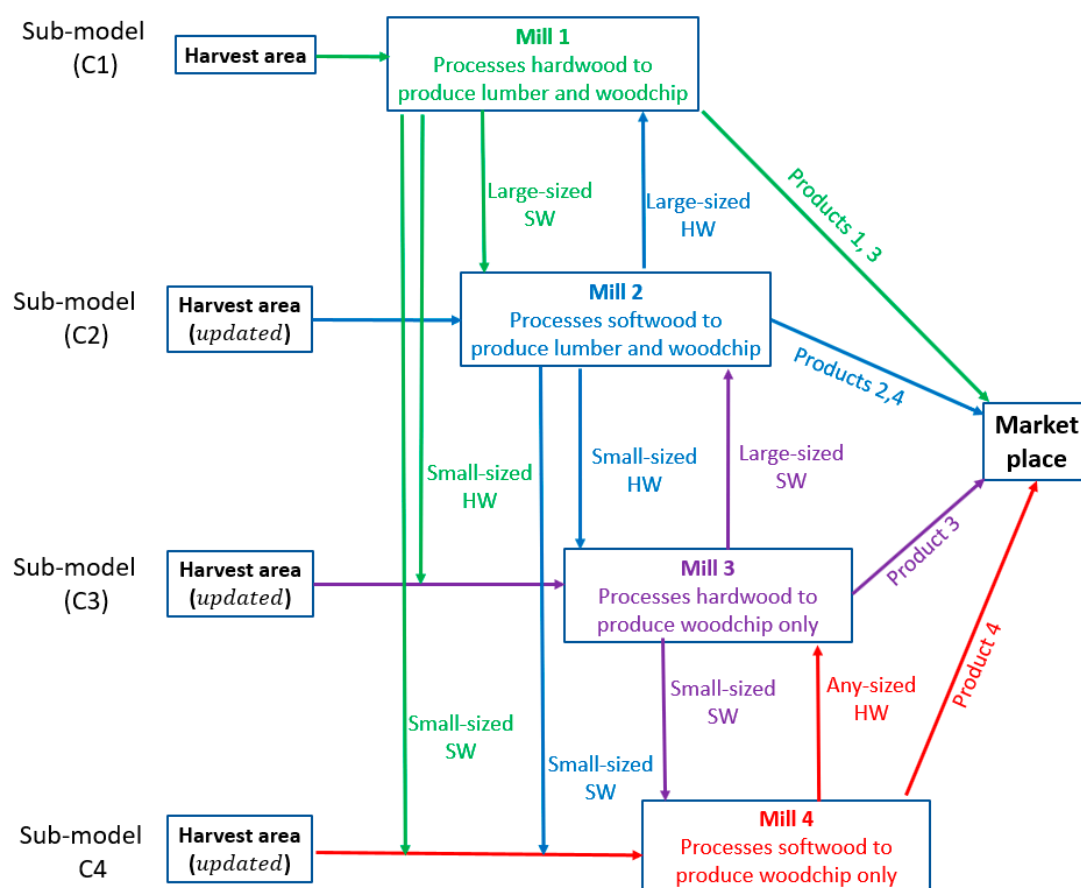 Sub-model
(C1)
Harvest area
Mill 1
Processes hardwood to
produce lumber and woodchip
Large-sized
SW
Large-sized
HW
Products 1, 3
Sub-model
(C2)
Harvest area
(updated)
Mill 2
Processes softwood to
produce lumber and woodchip
Products 2,4
Market
place
Small-sized
HW
Small-sized
HW
Large-sized
SW
Sub-model
(C3)
Harvest area
(updated)
Mill 3
Processes hardwood to
produce woodchip only
Product 3
Small-sized
SW
Small-sized
SW
Small-sized
SW
Any-sized
HW
Product 4
Sub-model
C4
Harvest area
(updated)
Mill 4
Processes softwood to
produce woodchip only